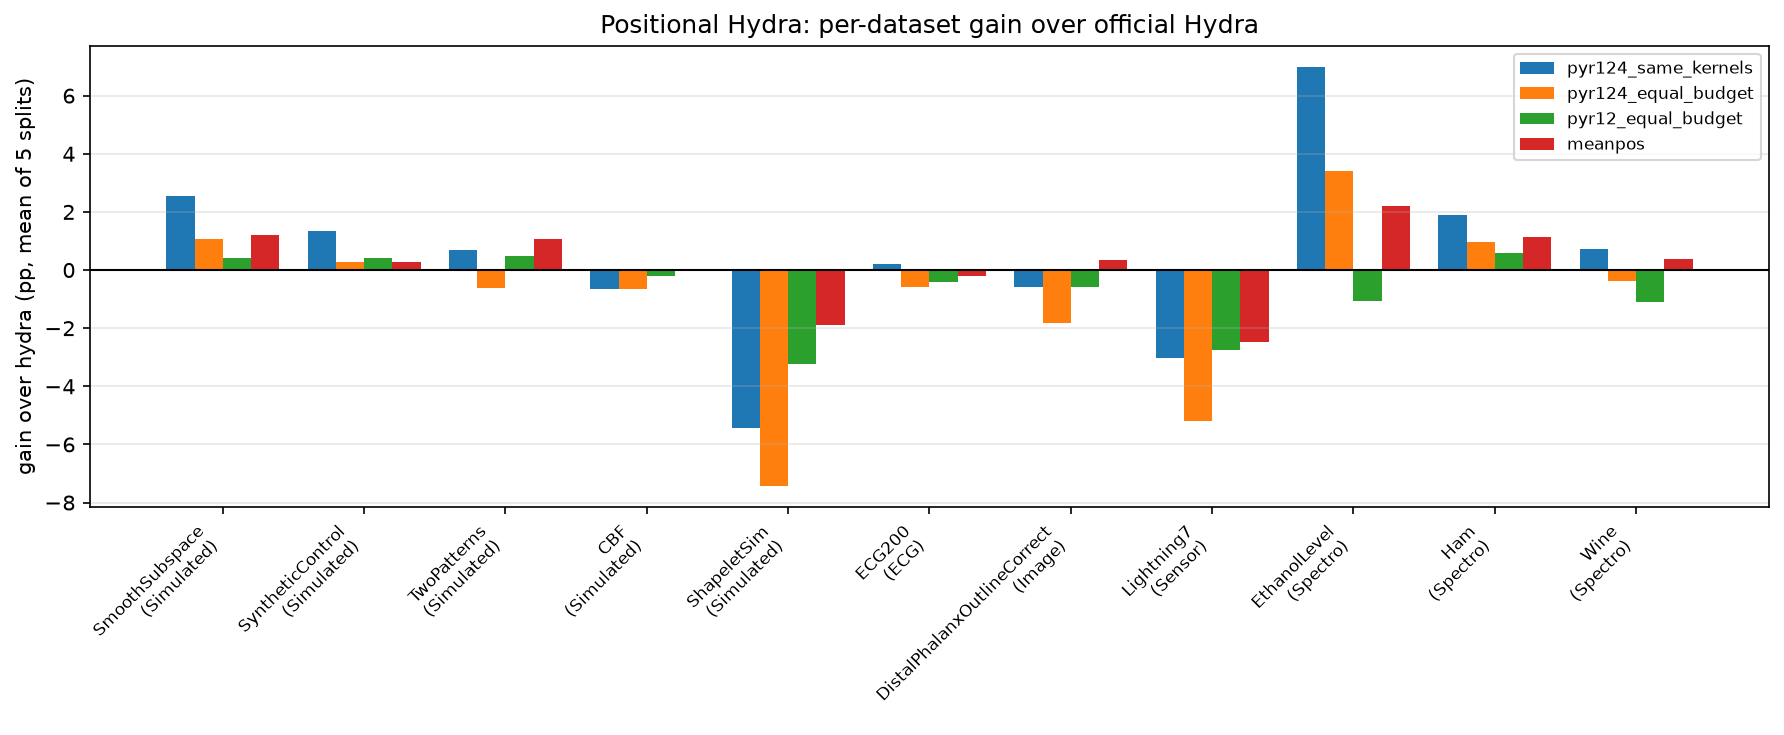 Positional Hydra: per-dataset gain over official Hydra
gain over hydra (pp, mean of 5 splits)
6
4
2
0
−2
−4
−6
−8
pyr124_same_kernels
pyr124_equal_budget
pyr12_equal_budget
meanpos
SmoothSubspace
(Simulated)
SyntheticControl
(Simulated)
TwoPatterns
(Simulated)
CBF
(Simulated)
ShapeletSim
(Simulated)
ECG200
(ECG)
DistalPhalanxOutlineCorrect
(Image)
Lightning7
(Sensor)
EthanolLevel
(Spectro)
Ham
(Spectro)
Wine
(Spectro)